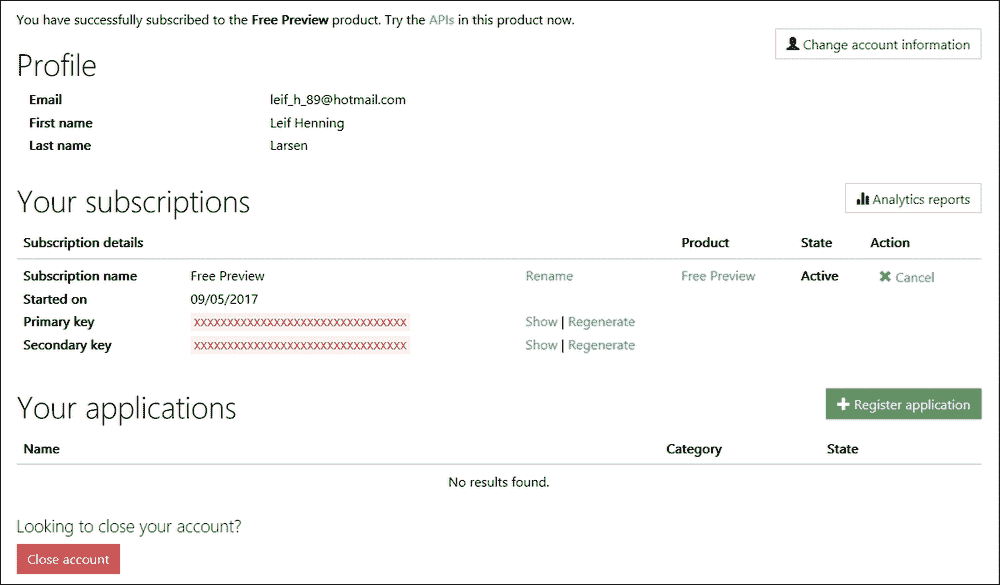 You have successfully subscribed to the Free Preview product. Try the APIs in this product now.
Change account information
Profile
Email leif_h_89@hotmail.com
First name Leif Henning
Last name Larsen
Your subscriptions
Analytics reports
Subscription details Product State Action
Subscription name Free Preview Rename Free Preview Active Cancel
Started on 09/05/2017
Primary key XXXXXXXXXXXXXXXXXXXXXXXXXXXXXXXX Show | Regenerate
Secondary key XXXXXXXXXXXXXXXXXXXXXXXXXXXXXXXX Show | Regenerate
Your applications
Register application
Name Category State
No results found.
Looking to close your account?
Close account